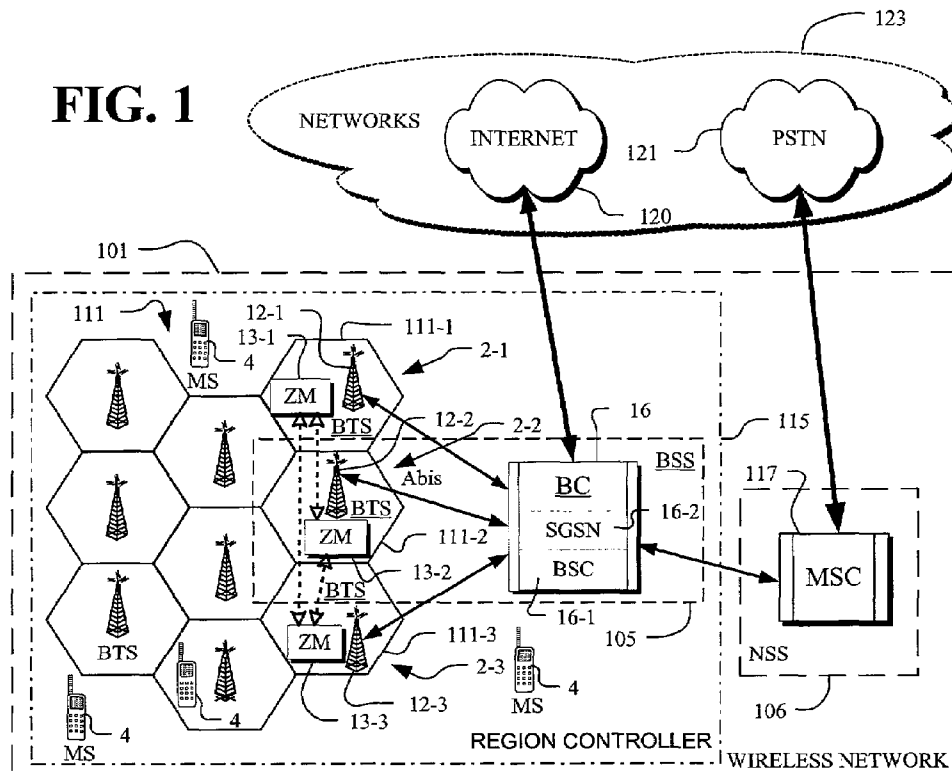 FIG. 1
123
NETWORKS
INTERNET
PSTN
121
120
101
111
12-1
13-1
111-1
2-1
4
MS
ZM
BTS
12-2
2-2
16
115
Abis
BTS
BSS
BC
16-2
SGSN
117
ZM
111-2
BSC
MSC
13-2
BTS
16-1
105
ZM
111-3
NSS
BTS
4
2-3
4
106
4
MS
13-3
12-3
MS
REGION CONTROLLER
WIRELESS NETWORK